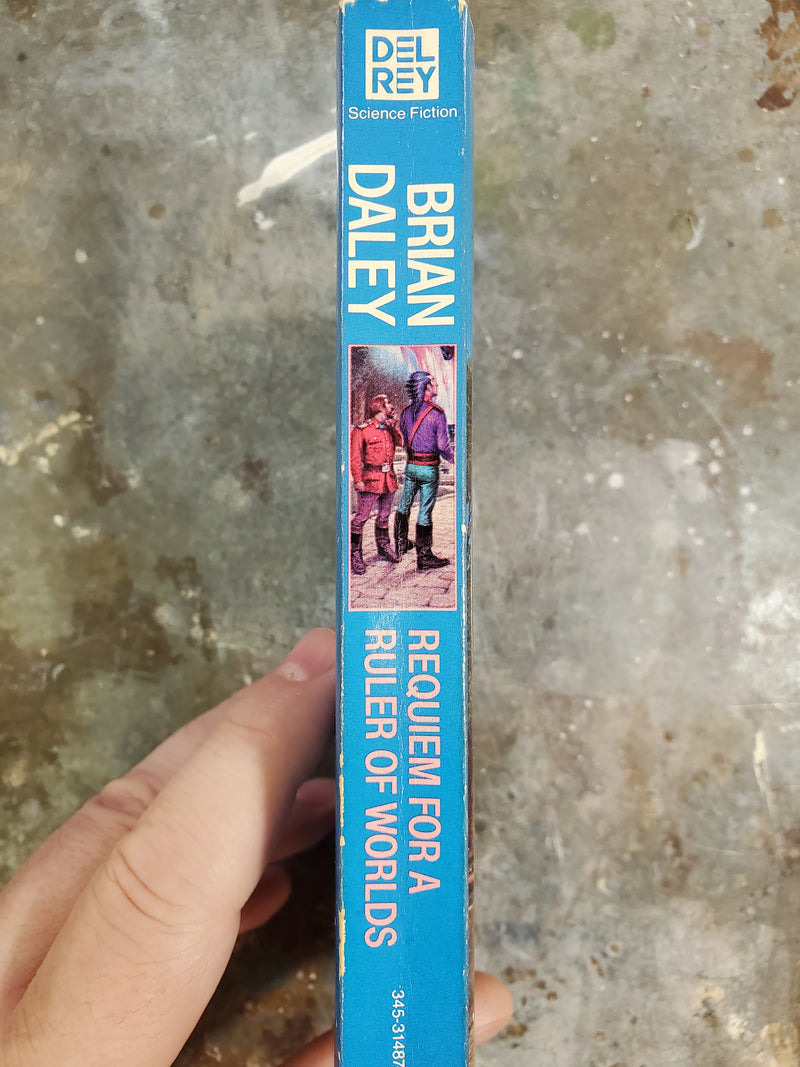 DEL
REY
Science Fiction
BRIAN
DALEY
REQUIEM FOR A
RULER OF WORLDS
345-31487